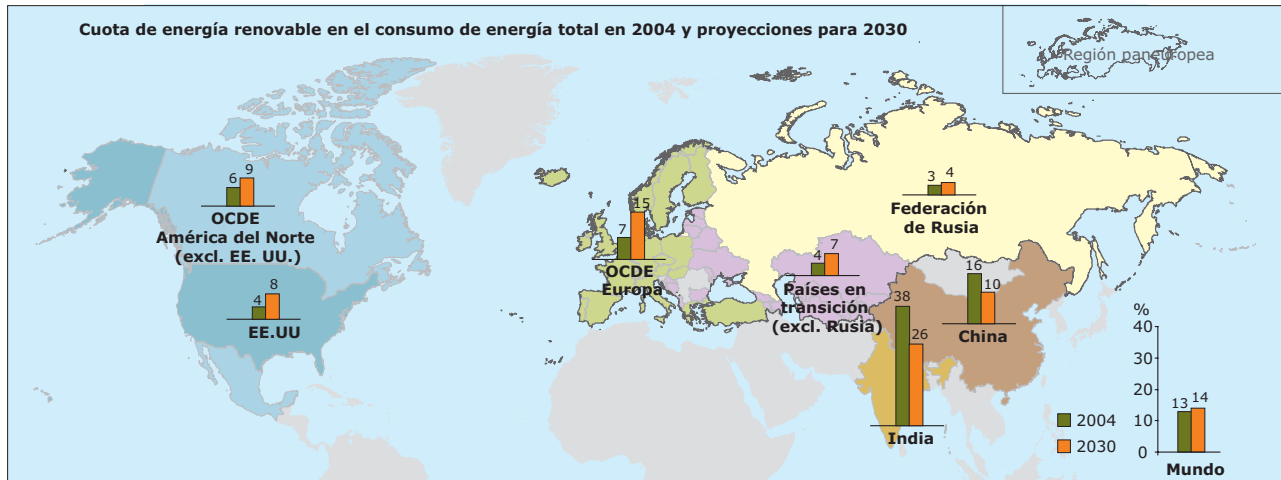 Cuota de energía renovable en el consumo de energía total en 2004 y proyecciones para 2030
Región paneuropea
6 9
OCDE
América del Norte
(excl. EE. UU.)
4 8
EE.UU
7 15
OCDE
Europa
3 4
Federación
de Rusia
4 7
Países en
transición
(excl. Rusia)
16 10
China
38 26
India
2004
2030
%
40
30
20
10
0
13 14
Mundo